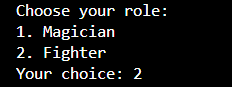 Choose your role:
1. Magician
2. Fighter
Your choice: 2